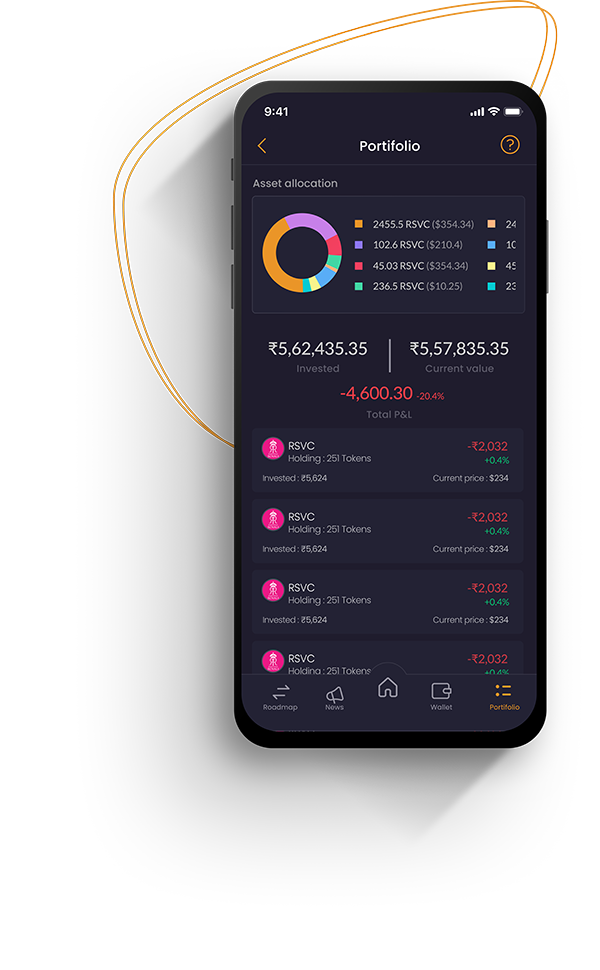 9:41
Portifolio
?
Asset allocation
2455.5 RSVC ($354.34) 24
102.6 RSVC ($210.4)
45.03 RSVC ($354.34) 45
236.5 RSVC ($10.25) 23
₹5,62,435.35 ₹5,57,835.35
Invested Current value
-4,600.30 -20.4%
Total P&L
RSVC -₹2,032
Holding : 251 Tokens +0.4%
Invested : ₹5,624 Current price : $234
RSVC -₹2,032
Holding : 251 Tokens +0.4%
Invested : ₹5,624 Current price : $234
RSVC -₹2,032
Holding : 251 Tokens +0.4%
Invested : ₹5,624 Current price : $234
RSVC -₹2,032
Holding : 251 Tokens +0.4%
Roadmap News Wallet Portifolio